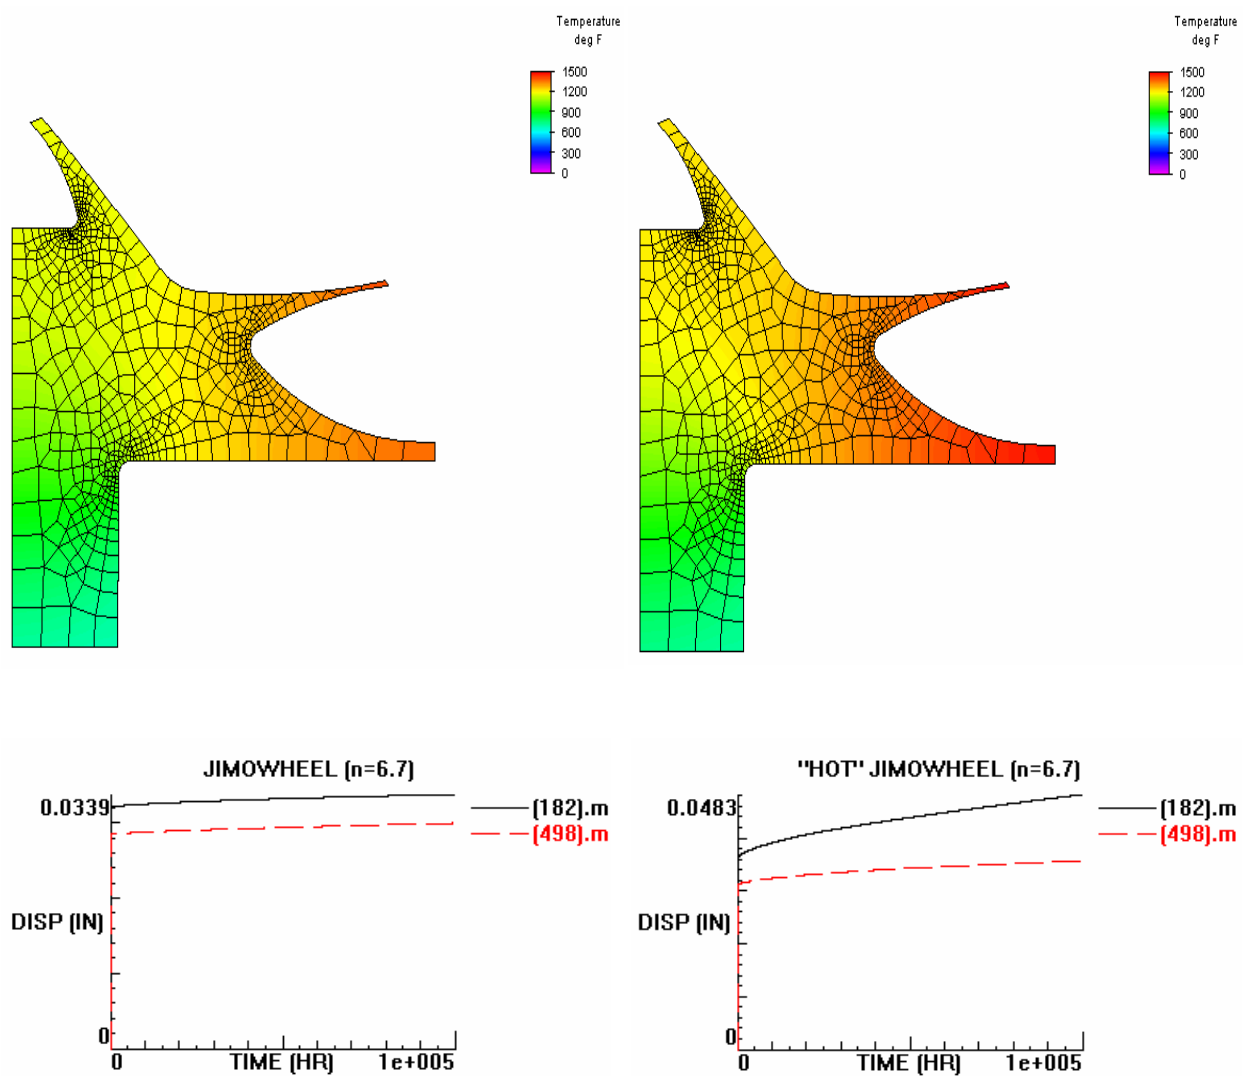 Temperature
deg F
1500
1200
900
600
300
0
Temperature
deg F
1500
1200
900
600
300
0
JIMOWHEEL (n=6.7)
0.0339
(182).m
(498).m
DISP (IN)
0
0
TIME (HR)
1e+005
"HOT" JIMOWHEEL (n=6.7)
0.0483
(182).m
(498).m
DISP (IN)
0
0
TIME (HR)
1e+005